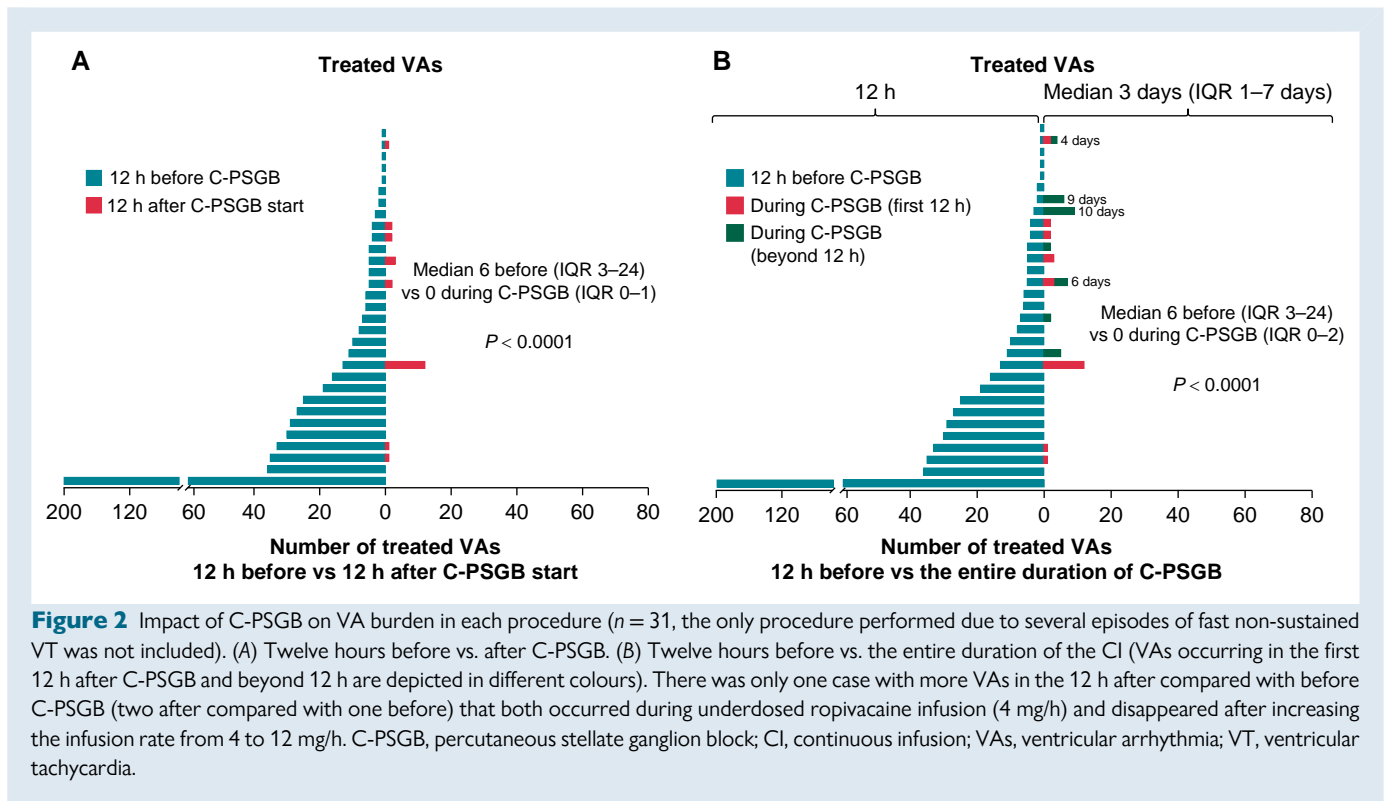 A
Treated VAs
12 h before C-PSGB
12 h after C-PSGB start
Median 6 before (IQR 3–24)
vs 0 during C-PSGB (IQR 0–1)
P < 0.0001
200 120 60 40 20 0 20 40 60 80
Number of treated VAs
12 h before vs 12 h after C-PSGB start
B
Treated VAs
12 h
Median 3 days (IQR 1–7 days)
4 days
12 h before C-PSGB
During C-PSGB (first 12 h)
During C-PSGB
(beyond 12 h)
9 days
10 days
6 days
Median 6 before (IQR 3–24)
vs 0 during C-PSGB (IQR 0–2)
P < 0.0001
200 120 60 40 20 0 20 40 60 80
Number of treated VAs
12 h before vs the entire duration of C-PSGB
Figure 2 Impact of C-PSGB on VA burden in each procedure (n = 31, the only procedure performed due to several episodes of fast non-sustained
VT was not included). (A) Twelve hours before vs. after C-PSGB. (B) Twelve hours before vs. the entire duration of the CI (VAs occurring in the first
12 h after C-PSGB and beyond 12 h are depicted in different colours). There was only one case with more VAs in the 12 h after compared with before
C-PSGB (two after compared with one before) that both occurred during underdosed ropivacaine infusion (4 mg/h) and disappeared after increasing
the infusion rate from 4 to 12 mg/h. C-PSGB, percutaneous stellate ganglion block; CI, continuous infusion; VAs, ventricular arrhythmia; VT, ventricular
tachycardia.